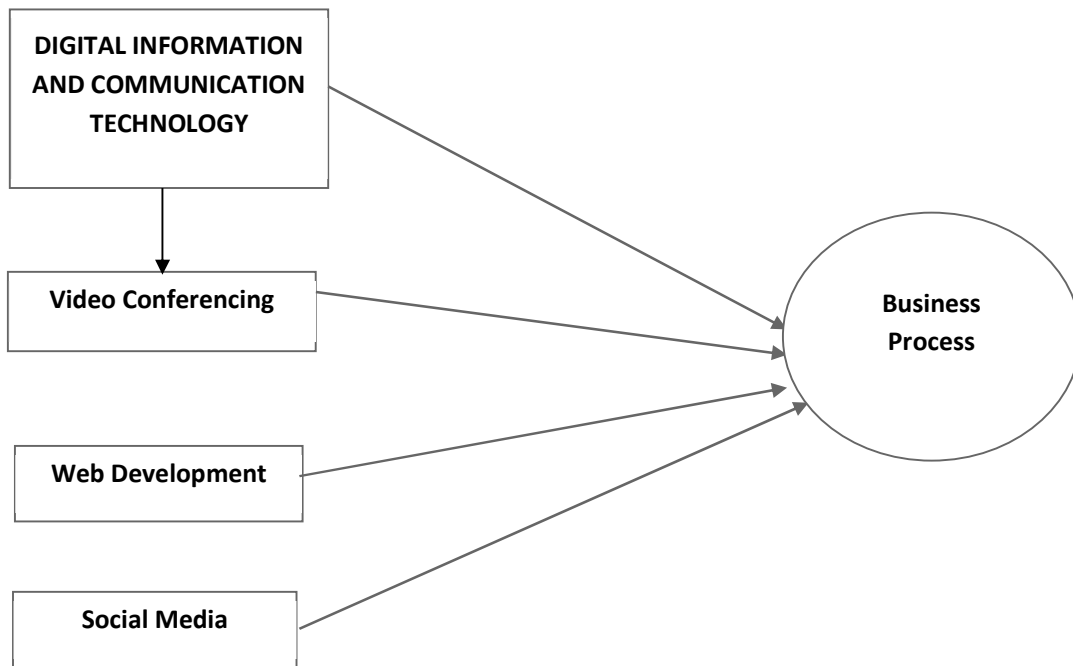 DIGITAL INFORMATION
AND COMMUNICATION
TECHNOLOGY
Video Conferencing
Business
Process
Web Development
Social Media